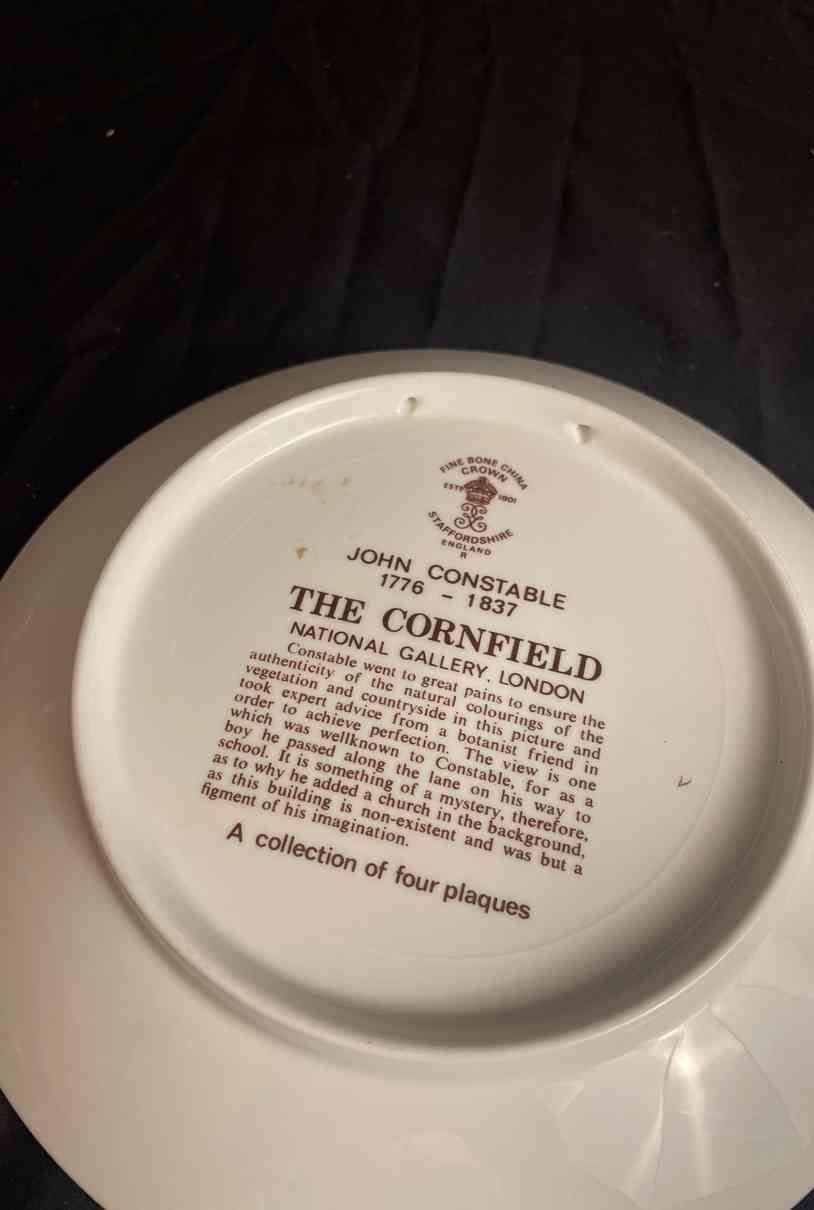 FINE BONE CHINA
CROWN
ESTD 1801
STAFFORDSHIRE
ENGLAND
R
JOHN CONSTABLE
1776 – 1837
THE CORNFIELD
NATIONAL GALLERY, LONDON
Constable went to great pains to ensure the
authenticity of the natural colourings of the
vegetation and countryside in this picture and
took expert advice from a botanist friend in
order to achieve perfection. The view is one
which was wellknown to Constable, for as a
boy he passed along the lane on his way to
school. It is something of a mystery, therefore,
as to why he added a church in the background,
as this building is non-existent and was but a
figment of his imagination.
A collection of four plaques